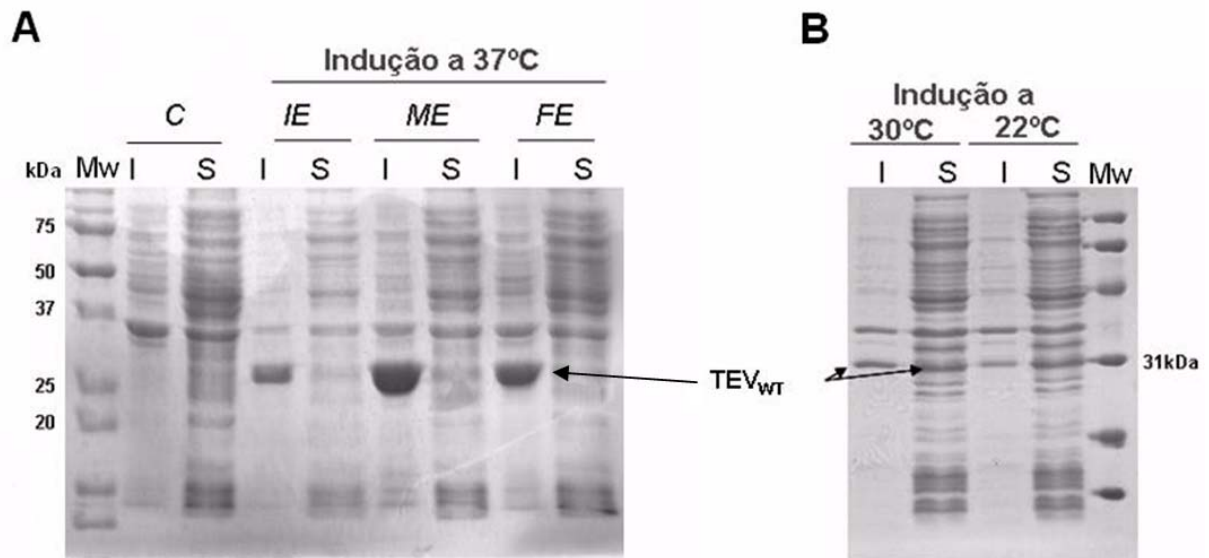 A
Indução a 37ºC
C IE ME FE
kDa Mw I S I S I S I S
75
50
37
25
20
TEVWT
B
Indução a
30ºC 22ºC
I S I S Mw
31kDa